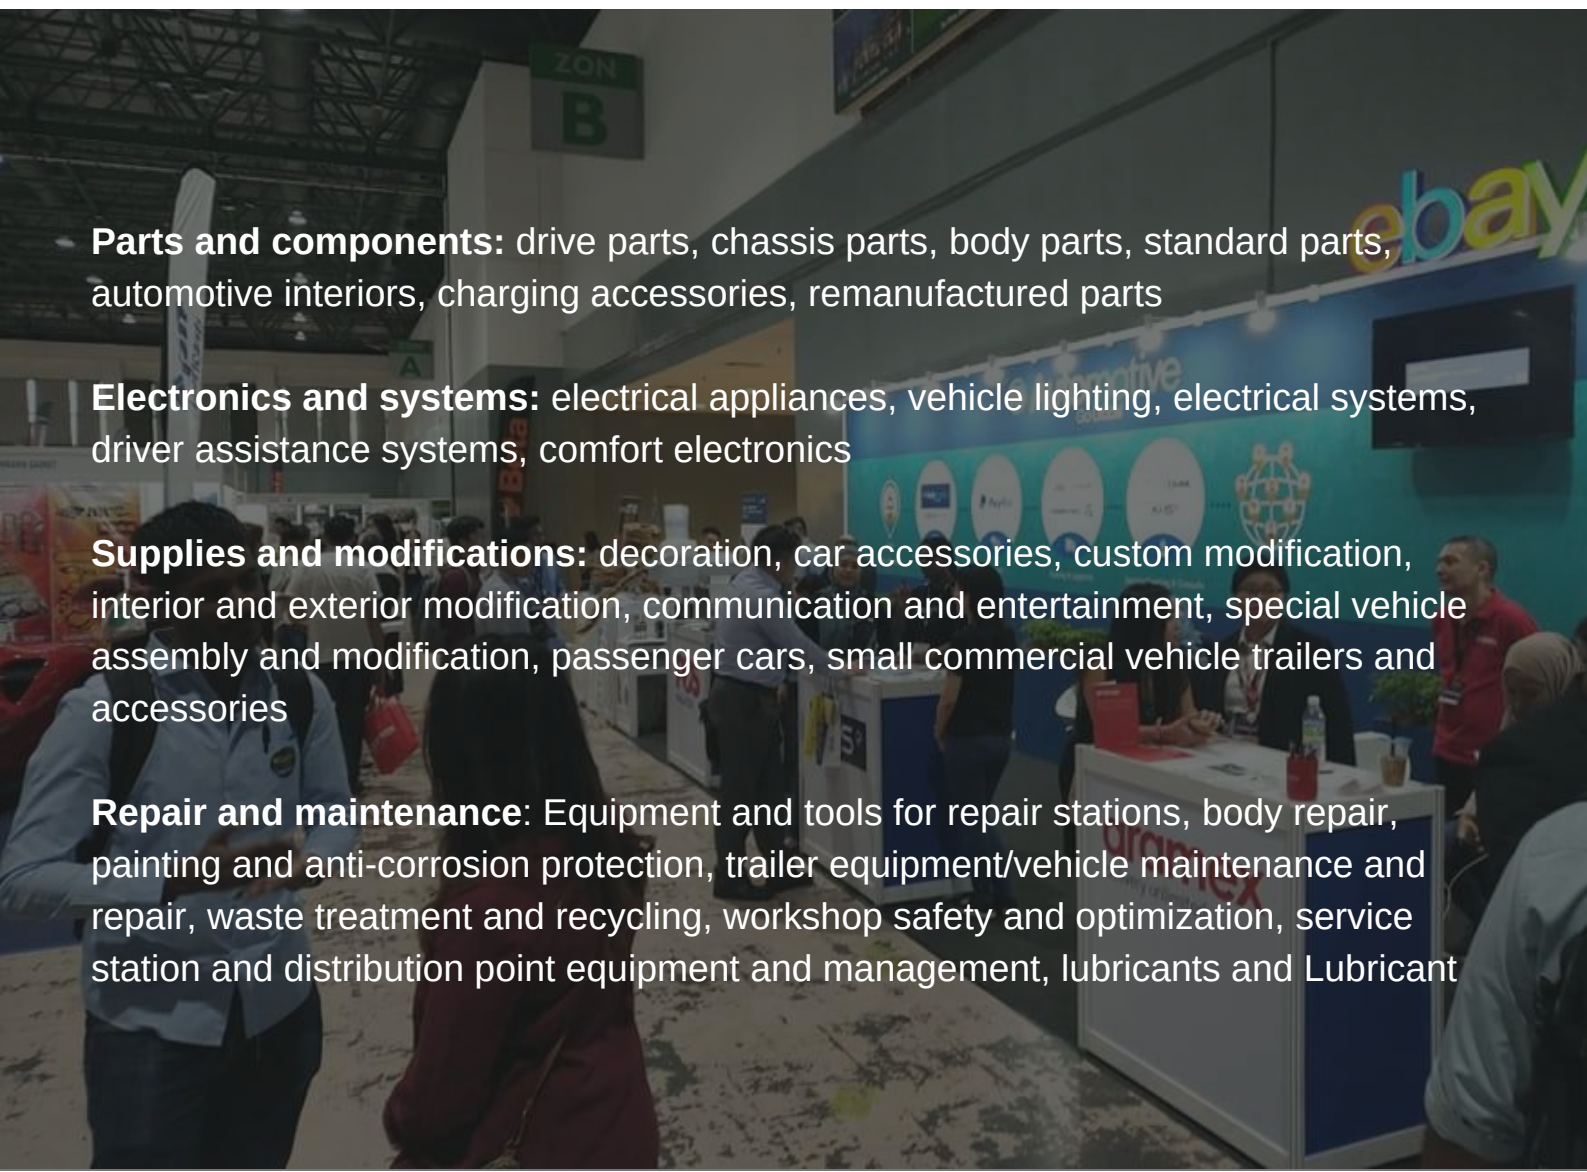 ZON
B
ebay
Parts and components: drive parts, chassis parts, body parts, standard parts,
automotive interiors, charging accessories, remanufactured parts
A
Electronics and systems: electrical appliances, vehicle lighting, electrical systems,
driver assistance systems, comfort electronics
Supplies and modifications: decoration, car accessories, custom modification,
interior and exterior modification, communication and entertainment, special vehicle
assembly and modification, passenger cars, small commercial vehicle trailers and
accessories
Repair and maintenance: Equipment and tools for repair stations, body repair,
painting and anti-corrosion protection, trailer equipment/vehicle maintenance and
repair, waste treatment and recycling, workshop safety and optimization, service
station and distribution point equipment and management, lubricants and Lubricant
aramex